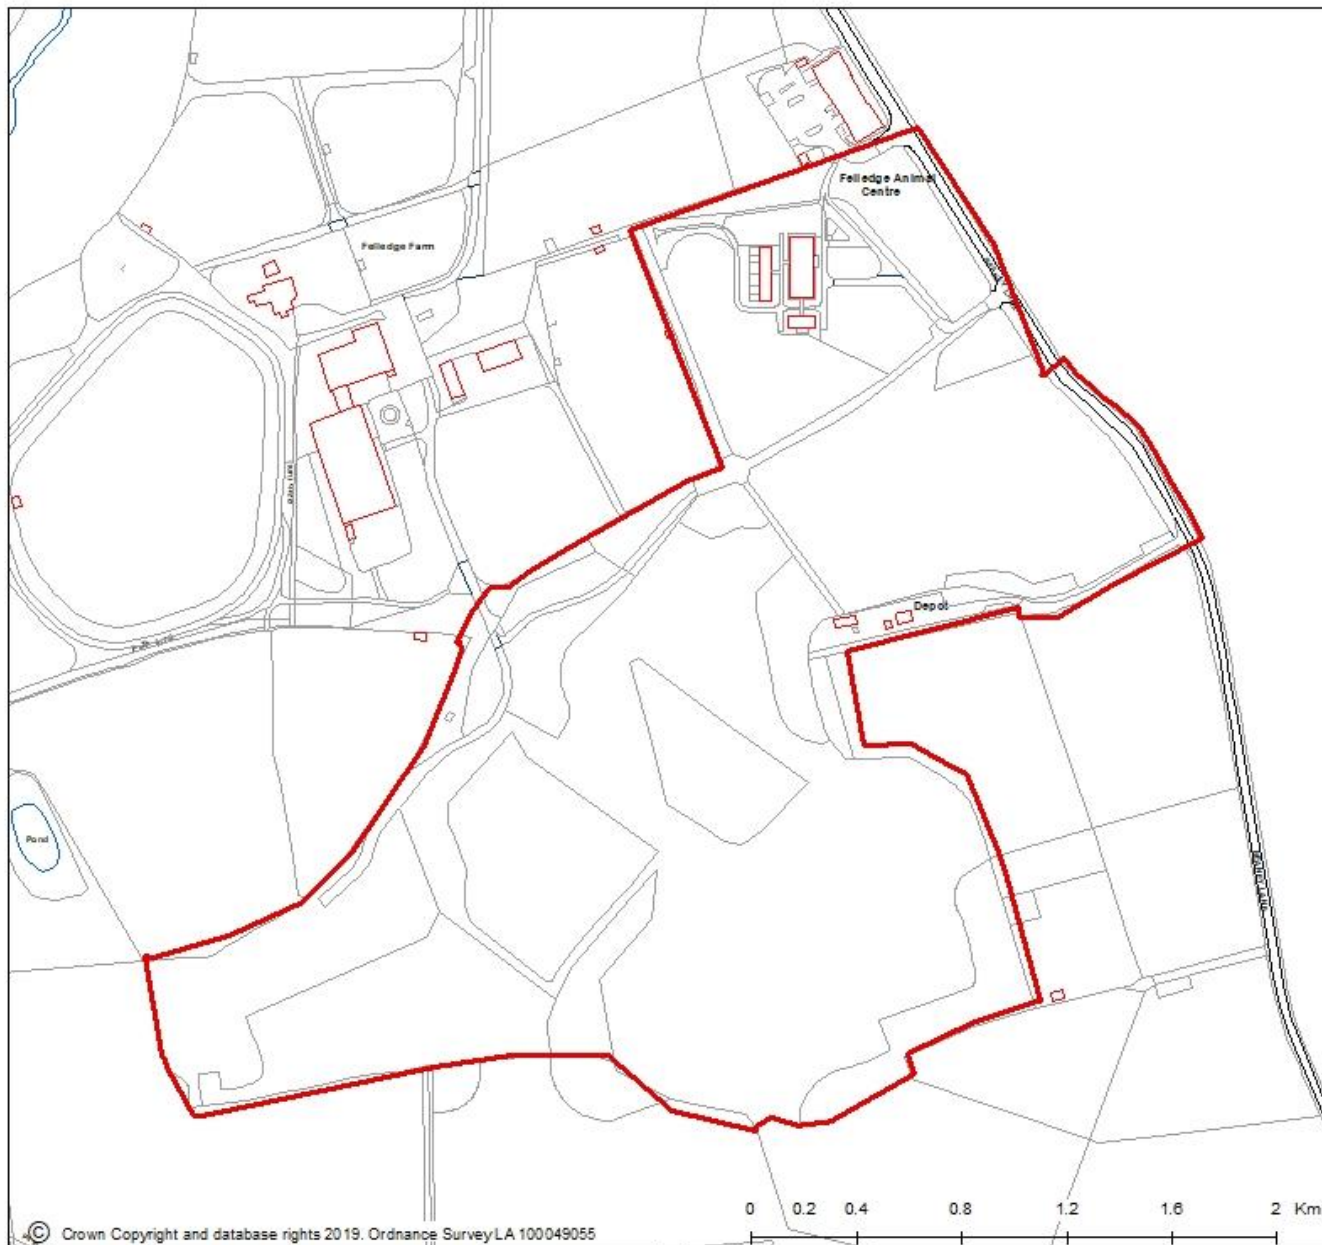 Felledge Animal
Centre
Felledge Farm
Depot
Pond
0 0.2 0.4 0.8 1.2 1.6 2 Km
© Crown Copyright and database rights 2019. Ordnance Survey LA 100049055